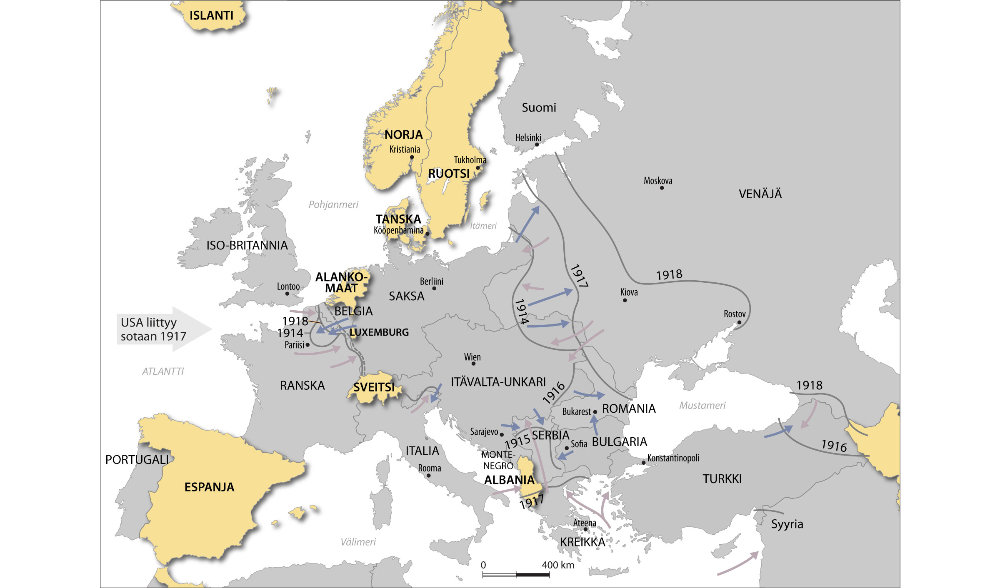 ISLANTI
Suomi
NORJA
Kristiania
Helsinki
Tukholma
RUOTSI
Moskova
VENÄJÄ
Pohjanmeri
TANSKA
Kööpenhamina
Itämeri
ISO-BRITANNIA
ALANKO-
MAAT
Lontoo
Berliini
SAKSA
1917
1918
Kiova
BELGIA
1914
Rostov
USA liittyy
sotaan 1917
1918
1914
LUXEMBURG
Pariisi
Wien
ATLANTTI
RANSKA
SVEITSI
ITÄVALTA-UNKARI
1916
1918
Mustameri
Bukarest
ROMANIA
Sarajevo
1915
SERBIA
Sofia
BULGARIA
1916
ITALIA
MONTE-
NEGRO
PORTUGALI
Konstantinopoli
Rooma
ALBANIA
TURKKI
ESPANJA
1917
Ateena
Syyria
KREIKKA
Välimeri
0
400 km